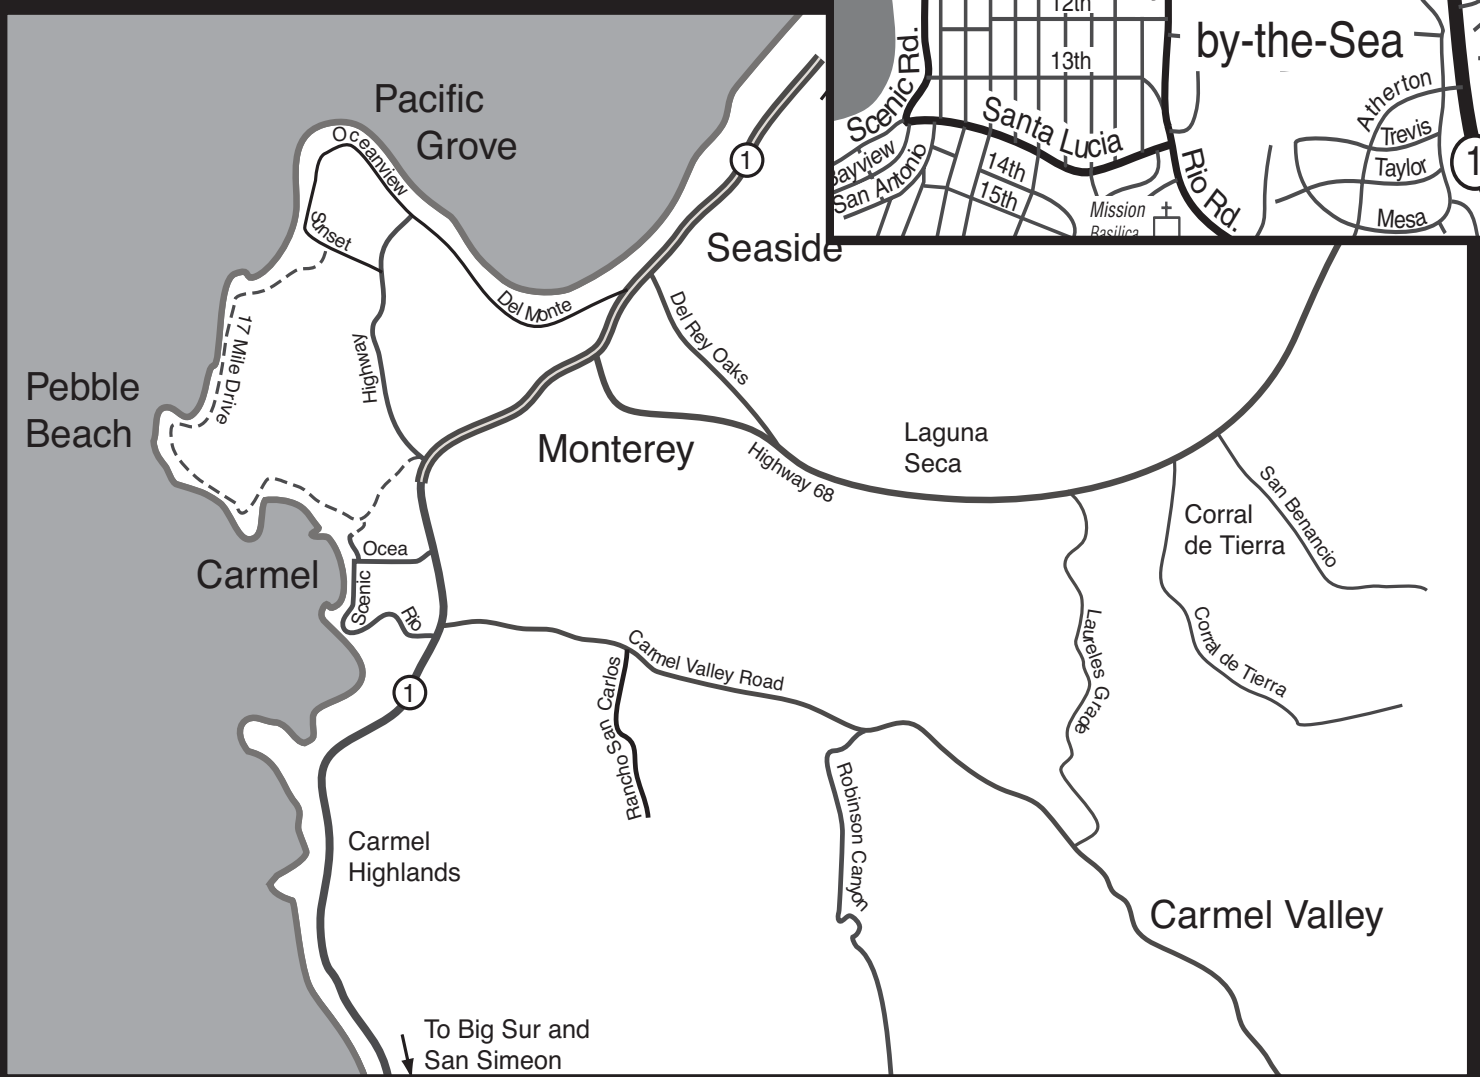 12th
by-the-Sea
13th
Scenic Rd.
Santa Lucia
Atherton
Trevis
Taylor
Mesa
1
Bayview
San Antonio
14th
15th
Mission
Basilica
Rio Rd.
Pacific
Grove
Oceanview
Sunset
1
Seaside
Del Monte
Del Rey Oaks
17 Mile Drive
Highway
Pebble
Beach
Monterey
Highway 68
Laguna
Seca
San Benancio
Corral
de Tierra
Carmel
Ocea
Scenic
Rio
Carmel Valley Road
Rancho San Carlos
Laureles Grade
Corral de Tierra
1
Robinson Canyon
Carmel
Highlands
Carmel Valley
To Big Sur and
San Simeon